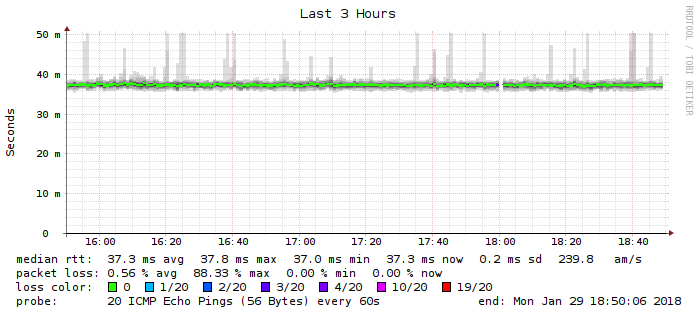 Last 3 Hours
RRDTOOL / TOBI OETIKER
Seconds
50 m
40 m
30 m
20 m
10 m
0
16:00 16:20 16:40 17:00 17:20 17:40 18:00 18:20 18:40
median rtt: 37.3 ms avg 37.8 ms max 37.0 ms min 37.3 ms now 0.2 ms sd 239.8 am/s
packet loss: 0.56 % avg 88.33 % max 0.00 % min 0.00 % now
loss color: 0 1/20 2/20 3/20 4/20 10/20 19/20
probe: 20 ICMP Echo Pings (56 Bytes) every 60s end: Mon Jan 29 18:50:06 2018